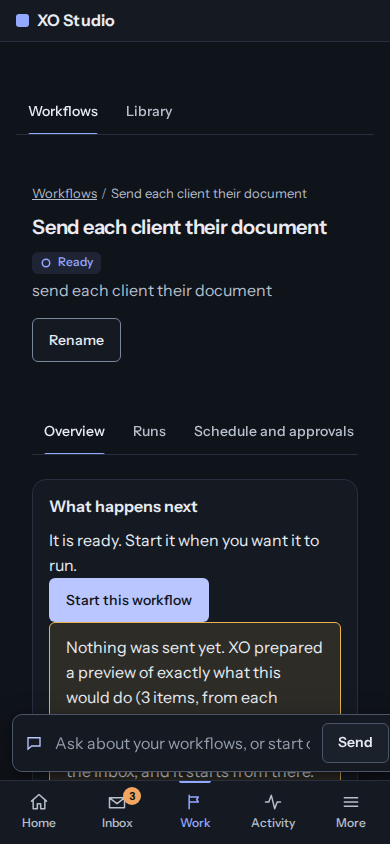 XO Studio
Workflows Library
Workflows / Send each client their document
Send each client their document
Ready
send each client their document
Rename
Overview Runs Schedule and approvals
What happens next
It is ready. Start it when you want it to
run.
Start this workflow
Nothing was sent yet. XO prepared
a preview of exactly what this
would do (3 items, from each
Ask about your workflows, or start
Send
the inbox, and it starts from there.
3
Home Inbox Work Activity More